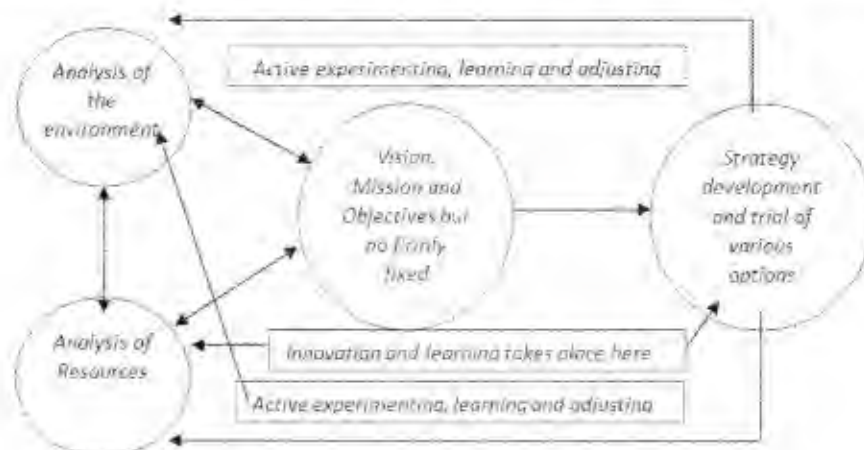 Analysis of
the
environment
Active experimenting, learning and adjusting
Vision,
Mission and
Objectives but
no firmly
fixed
Strategy
development
and trial of
various
options
Analysis of
Resources
Innovation and learning takes place here
Active experimenting, learning and adjusting